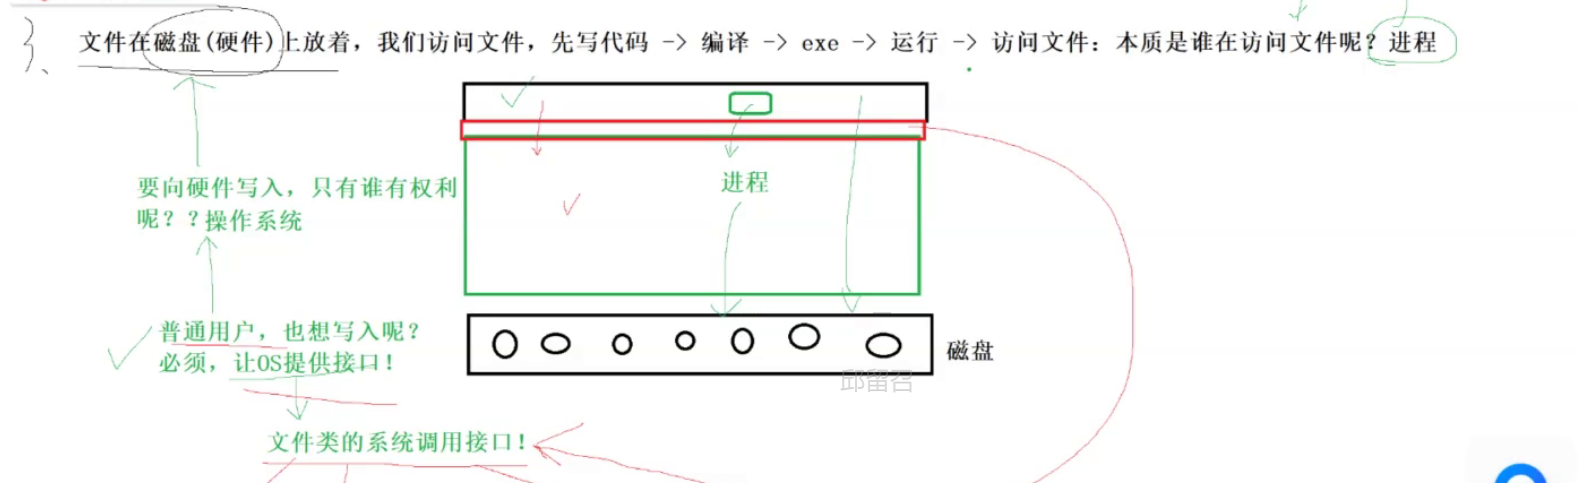 文件在磁盘(硬件)上放着，我们访问文件，先写代码 -> 编译 -> exe -> 运行 -> 访问文件：本质是谁在访问文件呢？进程
要向硬件写入，只有谁有权利
呢？？操作系统
进程
普通用户，也想写入呢？
必须，让OS提供接口！
磁盘
邱留召
文件类的系统调用接口！